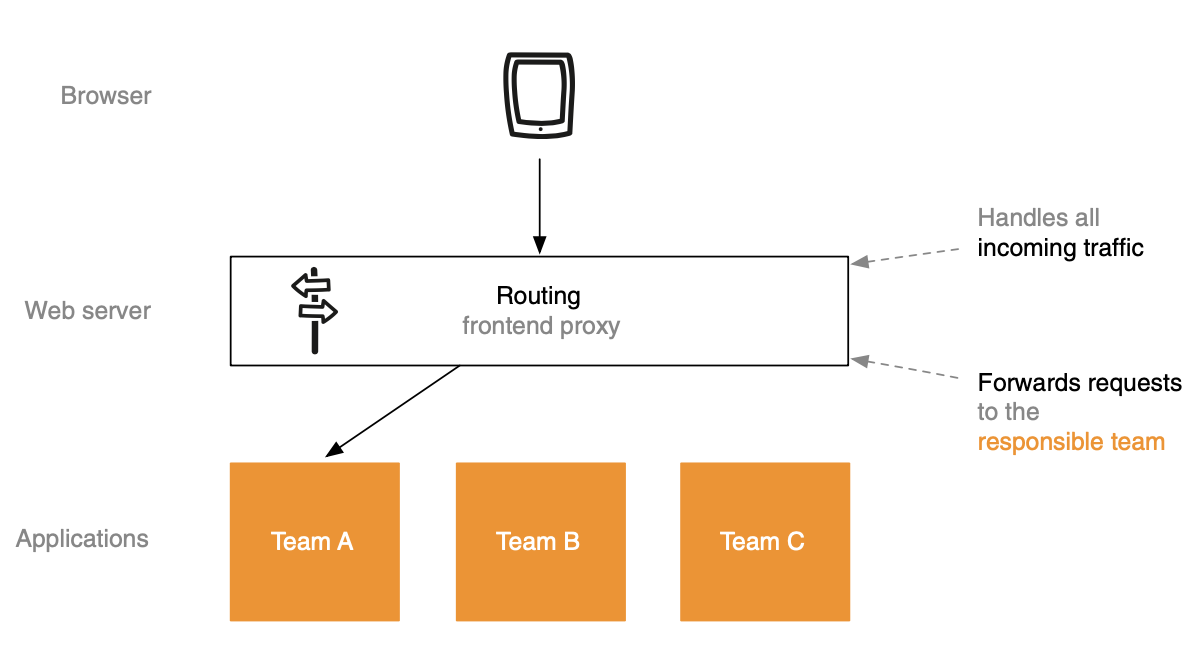 Browser
Handles all
incoming traffic
Web server
Routing
frontend proxy
Forwards requests
to the
responsible team
Applications
Team A
Team B
Team C